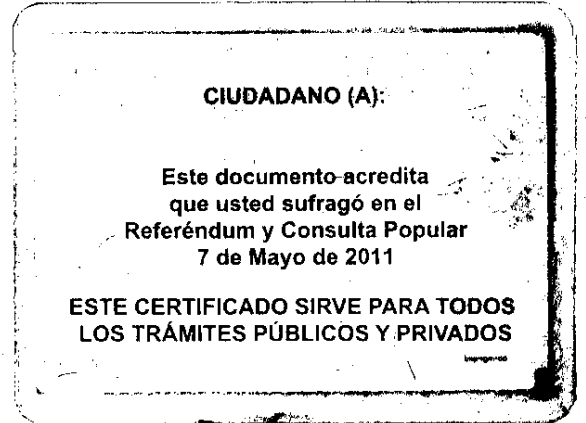 CIUDADANO (A):
Este documento acredita
que usted sufragó en el
Referéndum y Consulta Popular
7 de Mayo de 2011
ESTE CERTIFICADO SIRVE PARA TODOS
LOS TRÁMITES PÚBLICOS Y PRIVADOS